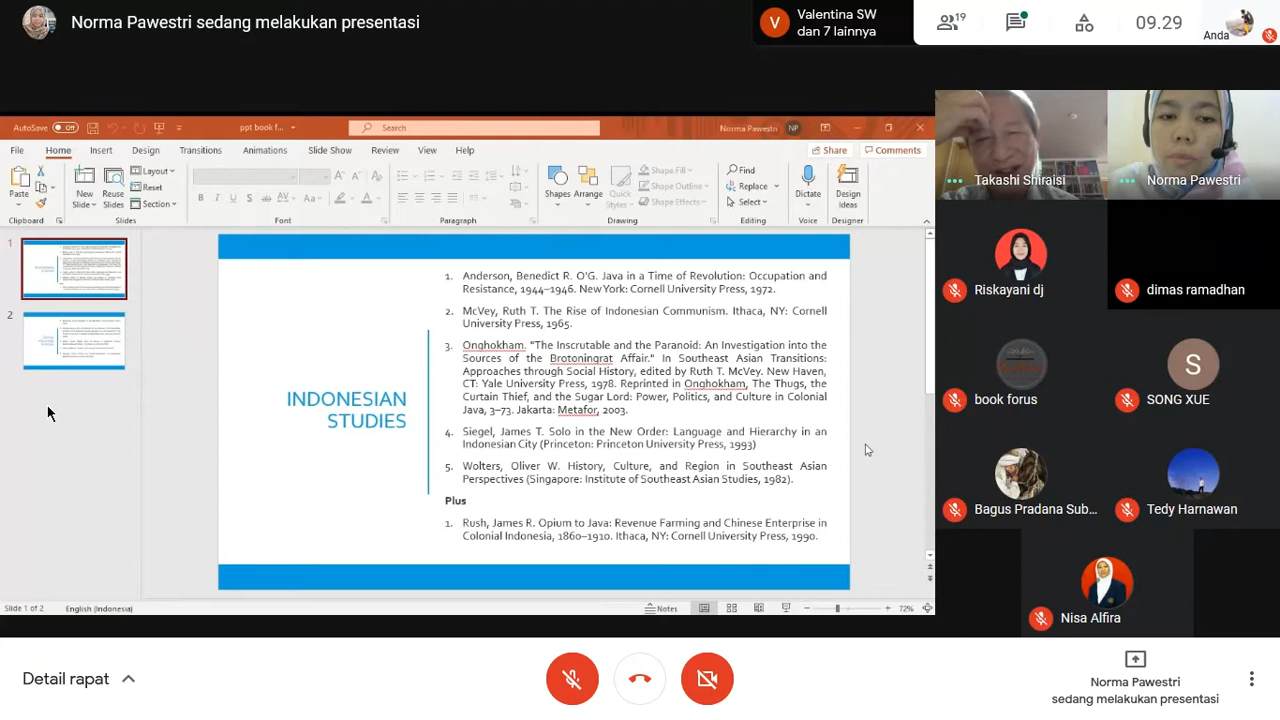 Norma Pawestri sedang melakukan presentasi
V
Valentina SW
dan 7 lainnya
19
09.29
Anda
AutoSave
Off
ppt book f...
Search
Norma Pawestri
NP
File
Home
Insert
Design
Transitions
Animations
Slide Show
Review
View
Help
Share
Comments
Paste
New
Slide
Reuse
Slides
Layout
Reset
Section
B
I
U
S
Aa
A
Shapes
Arrange
Quick
Styles
Shape Fill
Shape Outline
Shape Effects
Find
Replace
Select
Dictate
Design
Ideas
Clipboard
Slides
Font
Paragraph
Drawing
Editing
Voice
Designer
1
2
INDONESIAN
STUDIES
1. Anderson, Benedict R. O'G. Java in a Time of Revolution: Occupation and
Resistance, 1944–1946. New York: Cornell University Press, 1972.
2. McVey, Ruth T. The Rise of Indonesian Communism. Ithaca, NY: Cornell
University Press, 1965.
3. Onghokham. "The Inscrutable and the Paranoid: An Investigation into the
Sources of the Brotoningrat Affair." In Southeast Asian Transitions:
Approaches through Social History, edited by Ruth T. McVey. New Haven,
CT: Yale University Press, 1978. Reprinted in Onghokham, The Thugs, the
Curtain Thief, and the Sugar Lord: Power, Politics, and Culture in Colonial
Java, 3–73. Jakarta: Metafor, 2003.
4. Siegel, James T. Solo in the New Order: Language and Hierarchy in an
Indonesian City (Princeton: Princeton University Press, 1993)
5. Wolters, Oliver W. History, Culture, and Region in Southeast Asian
Perspectives (Singapore: Institute of Southeast Asian Studies, 1982).
Plus
1. Rush, James R. Opium to Java: Revenue Farming and Chinese Enterprise in
Colonial Indonesia, 1860–1910. Ithaca, NY: Cornell University Press, 1990.
Slide 1 of 2
English (Indonesia)
Notes
72%
Takashi Shiraisi
Norma Pawestri
Riskayani dj
dimas ramadhan
book forus
S
SONG XUE
Bagus Pradana Sub...
Tedy Harnawan
Nisa Alfira
Detail rapat
Norma Pawestri
sedang melakukan presentasi